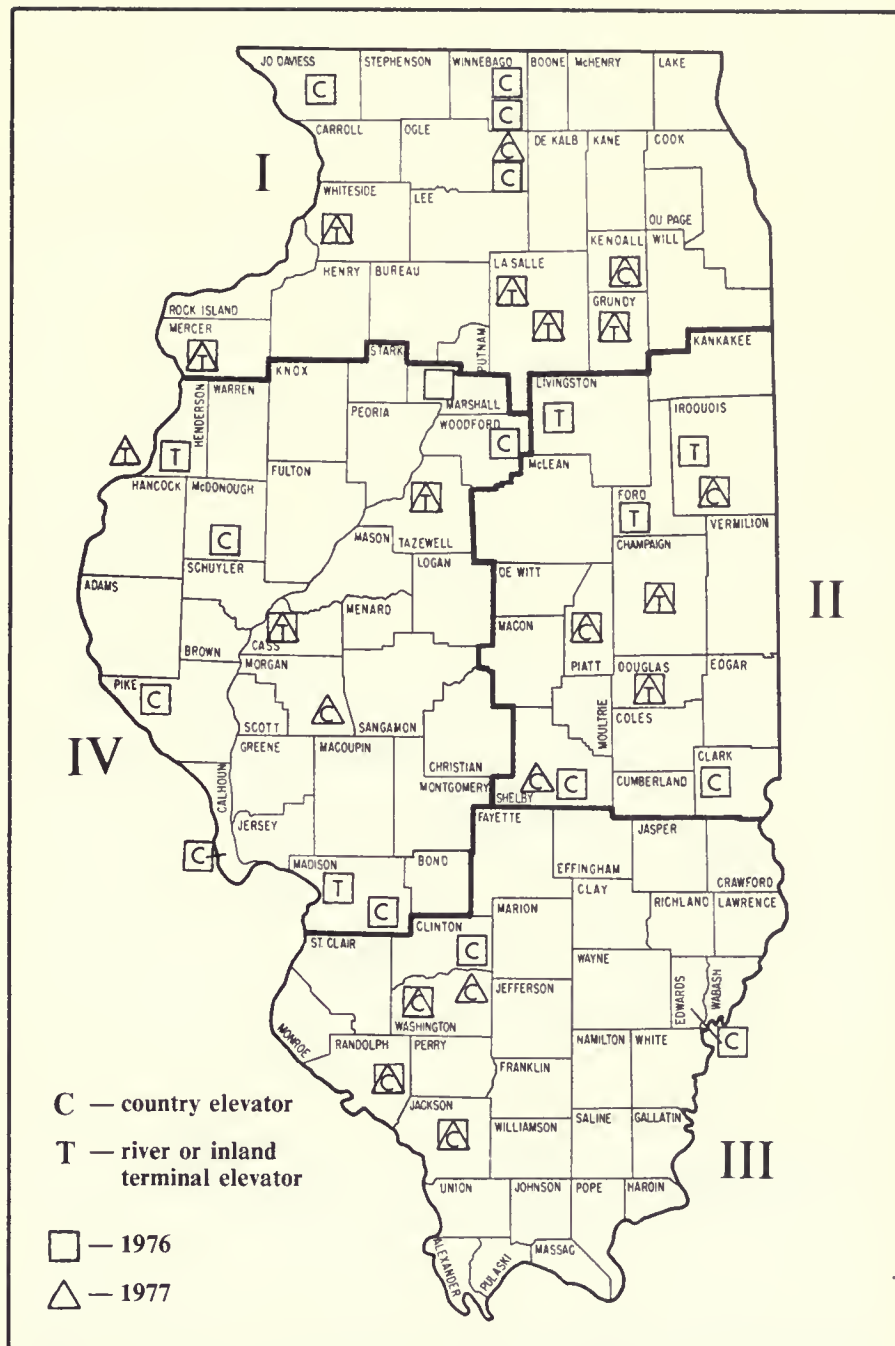 JO DAVIESS STEPHENSON WINNEBAGO BOONE McHENRY LAKE
C C
C
CARROLL OGLE DE KALB KANE COOK
C
C
I
WHITESIDE LEE
T
DU PAGE
KENDALL WILL
C
HENRY BUREAU LA SALLE
T
GRUNDY
T T
ROCK ISLAND
MERCER
T
PUTNAM
STARK
KANKAKEE
KNOX
WARREN
HENDERSON
MARSHALL
LIVINGSTON
T
PEORIA
WOODFORD
C
IROQUOIS
T
C
T T
FULTON
McLEAN
HANCOCK McDONOUGH
C
T
FORD
T
VERMILION
MASON TAZEWELL
CHAMPAIGN
T
SCHUYLER
LOGAN
DE WITT
ADAMS
MENARD
MACON
C
PIATT
II
BROWN
T
CASS
MORGAN
DOUGLAS EDGAR
T
PIKE
C
C
SCOTT SANGAMON
MOULTRIE
COLES
IV
GREENE MACOUPIN
CHRISTIAN
CLARK
C
CALHOUN
MONTGOMERY
C C
SHELBY
CUMBERLAND
JERSEY
FAYETTE
JASPER
C
MADISON
T
C
BOND
EFFINGHAM
CLAY
CRAWFORD
RICHLAND LAWRENCE
MARION
ST. CLAIR
CLINTON
C
WAYNE
C C
WASHINGTON
JEFFERSON
EDWARDS
WABASH
C
MONROE
RANDOLPH
C
PERRY
HAMILTON WHITE
FRANKLIN
JACKSON
C
WILLIAMSON
SALINE GALLATIN
III
UNION JOHNSON POPE HARDIN
ALEXANDER
PULASKI
MASSAC
C — country elevator
T — river or inland
terminal elevator
— 1976
— 1977